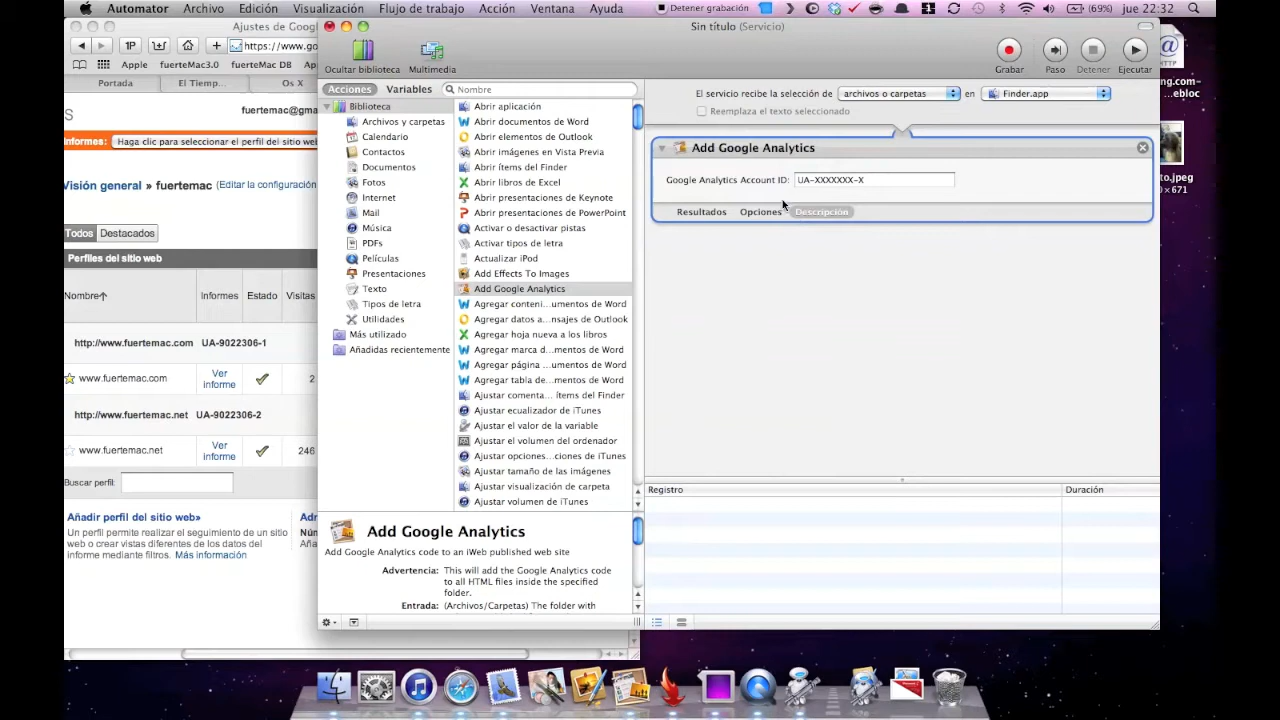 Automator Archivo Edición Visualización Flujo de trabajo Acción Ventana Ayuda Detener grabación (69%) jue 22:32
Ajustes de Goog
1P https://www.go
Apple fuerteMac3.0 fuerteMac DB App
Portada El Tiemp... Os X
S fuertemac@gma
Informes: Haga clic para seleccionar el perfil del sitio web
Visión general » fuertemac (Editar la configuración
Todos Destacados
Perfiles del sitio web
Nombre↑ Informes Estado Visitas
http://www.fuertemac.com UA-9022306-1
www.fuertemac.com Ver informe 2
http://www.fuertemac.net UA-9022306-2
www.fuertemac.net Ver informe 246
Buscar perfil:
Añadir perfil del sitio web»
Un perfil permite realizar el seguimiento de un sitio
web o crear vistas diferentes de los datos del
informe mediante filtros. Más información
Adr
Núr
Aña
Sin título (Servicio)
Ocultar biblioteca Multimedia Grabar Paso Detener Ejecutar
Acciones Variables Nombre
Biblioteca
Archivos y carpetas
Calendario
Contactos
Documentos
Fotos
Internet
Mail
Música
PDFs
Películas
Presentaciones
Texto
Tipos de letra
Utilidades
Más utilizado
Añadidas recientemente
Abrir aplicación
Abrir documentos de Word
Abrir elementos de Outlook
Abrir imágenes en Vista Previa
Abrir ítems del Finder
Abrir libros de Excel
Abrir presentaciones de Keynote
Abrir presentaciones de PowerPoint
Activar o desactivar pistas
Activar tipos de letra
Actualizar iPod
Add Effects To Images
Add Google Analytics
Agregar conteni...umentos de Word
Agregar datos a...nsajes de Outlook
Agregar hoja nueva a los libros
Agregar marca d...mentos de Word
Agregar página ...umentos de Word
Agregar tabla de...mentos de Word
Ajustar comenta... ítems del Finder
Ajustar ecualizador de iTunes
Ajustar el valor de la variable
Ajustar el volumen del ordenador
Ajustar opciones...ciones de iTunes
Ajustar tamaño de las imágenes
Ajustar visualización de carpeta
Ajustar volumen de iTunes
Add Google Analytics
Add Google Analytics code to an iWeb published web site
Advertencia: This will add the Google Analytics code
to all HTML files inside the specified
folder.
Entrada: (Archivos/Carpetas) The folder with
El servicio recibe la selección de archivos o carpetas en Finder.app
Reemplaza el texto seleccionado
Add Google Analytics
Google Analytics Account ID: UA-XXXXXXX-X
Resultados Opciones Descripción
Registro Duración
HTTP
ng.com-
...ebloc
to.jpeg
0×671